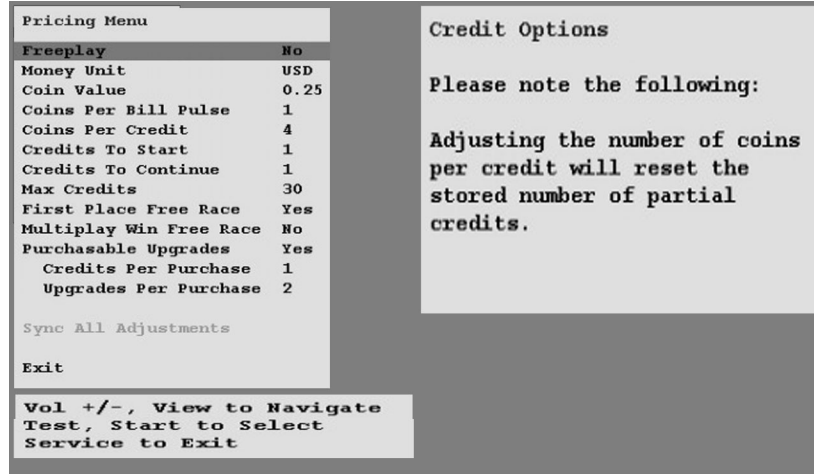 Pricing Menu
Freeplay No
Money Unit USD
Coin Value 0.25
Coins Per Bill Pulse 1
Coins Per Credit 4
Credits To Start 1
Credits To Continue 1
Max Credits 30
First Place Free Race Yes
Multiplay Win Free Race No
Purchasable Upgrades Yes
Credits Per Purchase 1
Upgrades Per Purchase 2
Sync All Adjustments
Exit
Vol +/-, View to Navigate
Test, Start to Select
Service to Exit
Credit Options
Please note the following:
Adjusting the number of coins
per credit will reset the
stored number of partial
credits.